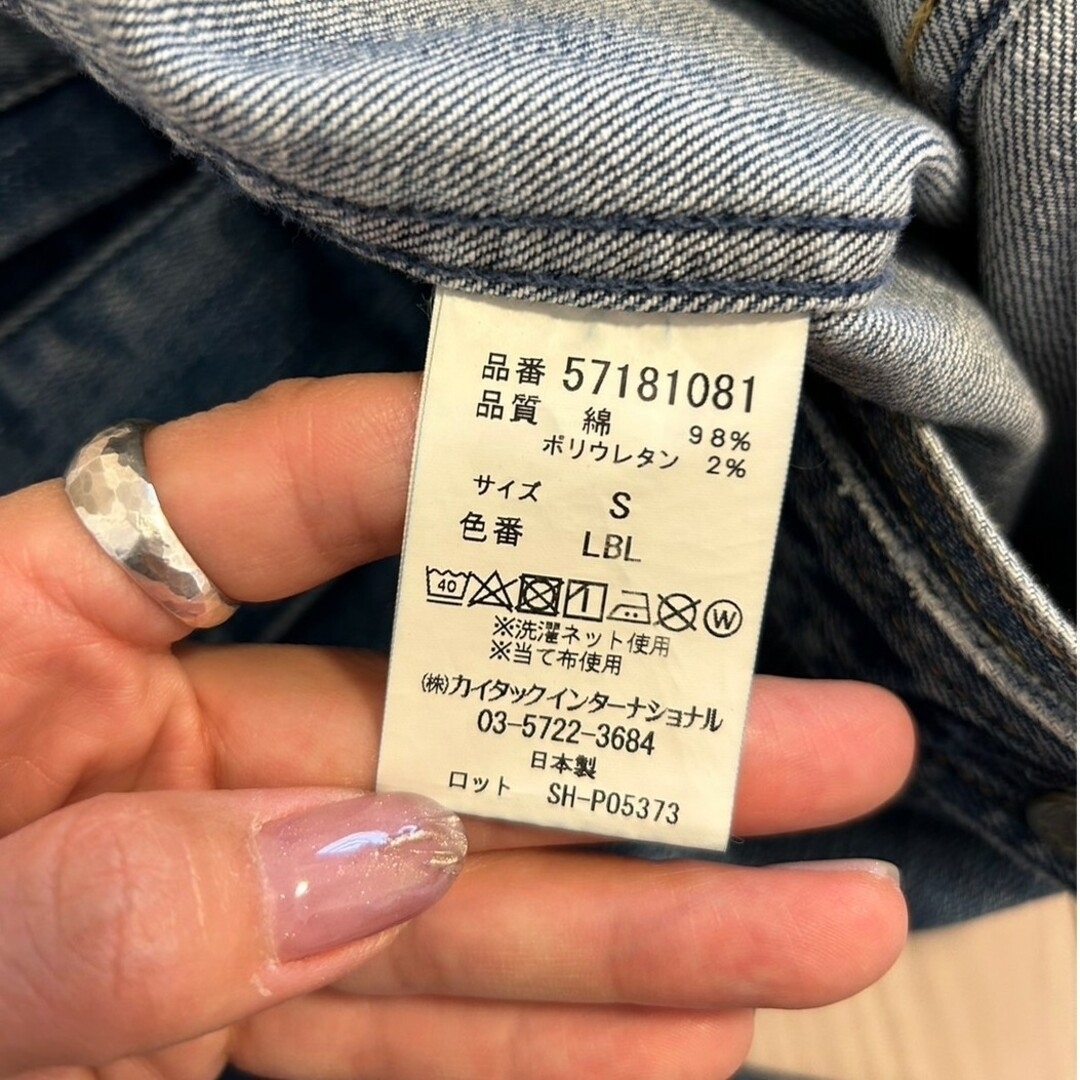 品番 57181081
品質 綿 98%
ポリウレタン 2%
サイズ S
色番 LBL
40 1 W
※洗濯ネット使用
※当て布使用
(株)カイタックインターナショナル
03-5722-3684
日本製
ロット SH-P05373